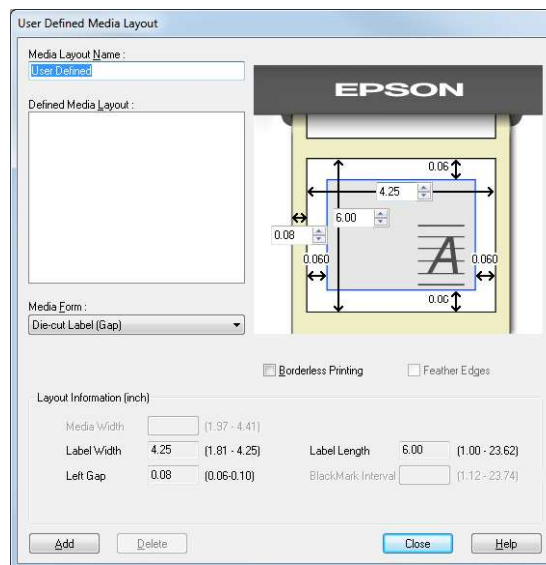 User Defined Media Layout
Media Layout Name :
User Defined
Defined Media Layout :
EPSON
0.06
4.25
6.00
0.08
0.060
A
0.060
0.06
Media Form :
Die-cut Label (Gap)
Borderless Printing
Feather Edges
Layout Information (inch)
Media Width (1.97 - 4.41)
Label Width 4.25 (1.81 - 4.25) Label Length 6.00 (1.00 - 23.62)
Left Gap 0.08 (0.06-0.10) BlackMark Interval (1.12 - 23.74)
Add Delete Close Help